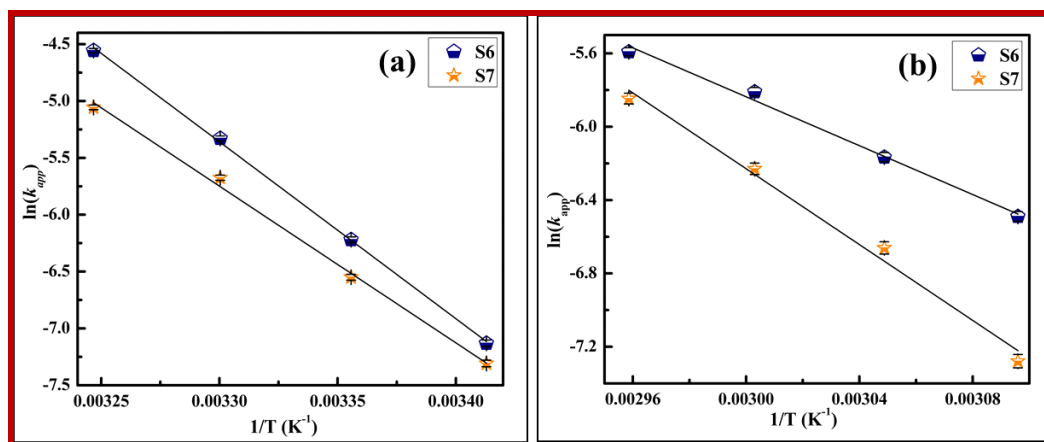 (a)
S6
S7
-4.5
-5.0
-5.5
-6.0
-6.5
-7.0
-7.5
ln(k_app)
0.00325
0.00330
0.00335
0.00340
1/T (K⁻¹)
(b)
S6
S7
-5.6
-6.0
-6.4
-6.8
-7.2
ln(k_app)
0.00296
0.00300
0.00304
0.00308
1/T (K⁻¹)